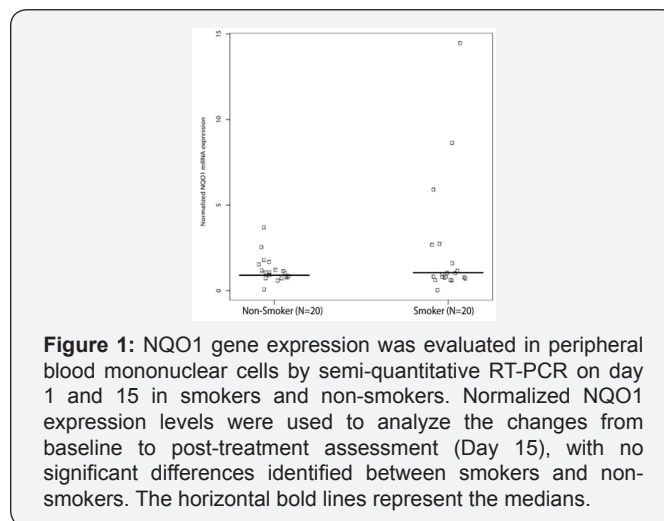 15
10
5
0
Normalized NQO1 mRNA expression
Non-Smoker (N=20)
Smoker (N=20)
Figure 1: NQO1 gene expression was evaluated in peripheral
blood mononuclear cells by semi-quantitative RT-PCR on day
1 and 15 in smokers and non-smokers. Normalized NQO1
expression levels were used to analyze the changes from
baseline to post-treatment assessment (Day 15), with no
significant differences identified between smokers and non-
smokers. The horizontal bold lines represent the medians.